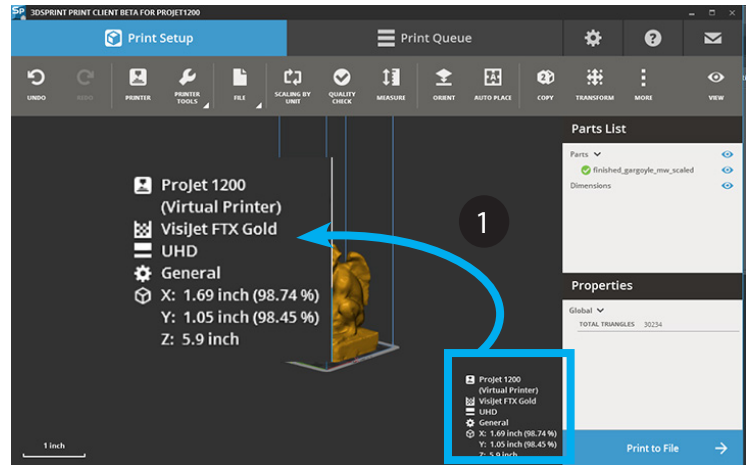 Sp 3DSPRINT PRINT CLIENT BETA FOR PROJET1200
Print Setup
Print Queue
UNDO
REDO
PRINTER
PRINTER TOOLS
FILE
SCALING BY UNIT
QUALITY CHECK
MEASURE
ORIENT
AUTO PLACE
COPY
TRANSFORM
MORE
VIEW
ProJet 1200
(Virtual Printer)
VisiJet FTX Gold
UHD
General
X: 1.69 inch (98.74 %)
Y: 1.05 inch (98.45 %)
Z: 5.9 inch
1
ProJet 1200
(Virtual Printer)
VisiJet FTX Gold
UHD
General
X: 1.69 inch (98.74 %)
Y: 1.05 inch (98.45 %)
Z: 5.9 inch
1 inch
Parts List
Parts
finished_gargoyle_mw_scaled
Dimensions
Properties
Global
TOTAL TRIANGLES 30234
Print to File